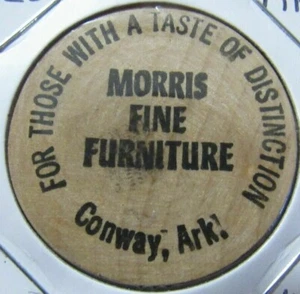 FOR THOSE WITH A TASTE OF DISTINCTION
MORRIS
FINE
FURNITURE
Conway, Ark.